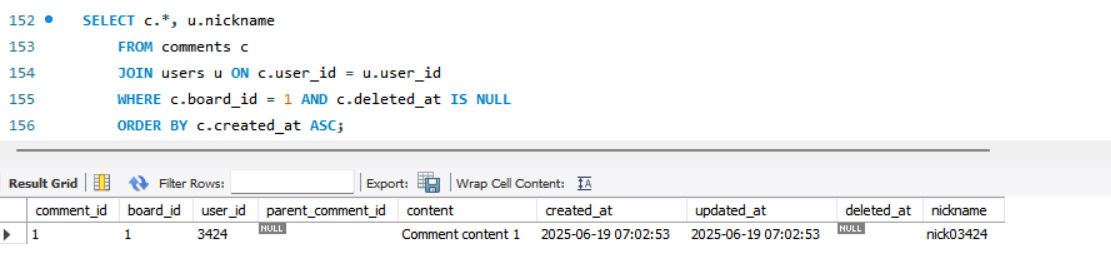 152 SELECT c.*, u.nickname
153 FROM comments c
154 JOIN users u ON c.user_id = u.user_id
155 WHERE c.board_id = 1 AND c.deleted_at IS NULL
156 ORDER BY c.created_at ASC;
Result Grid Filter Rows: Export: Wrap Cell Content: IA
comment_id board_id user_id parent_comment_id content created_at updated_at deleted_at nickname
1 1 3424 NULL Comment content 1 2025-06-19 07:02:53 2025-06-19 07:02:53 NULL nick03424